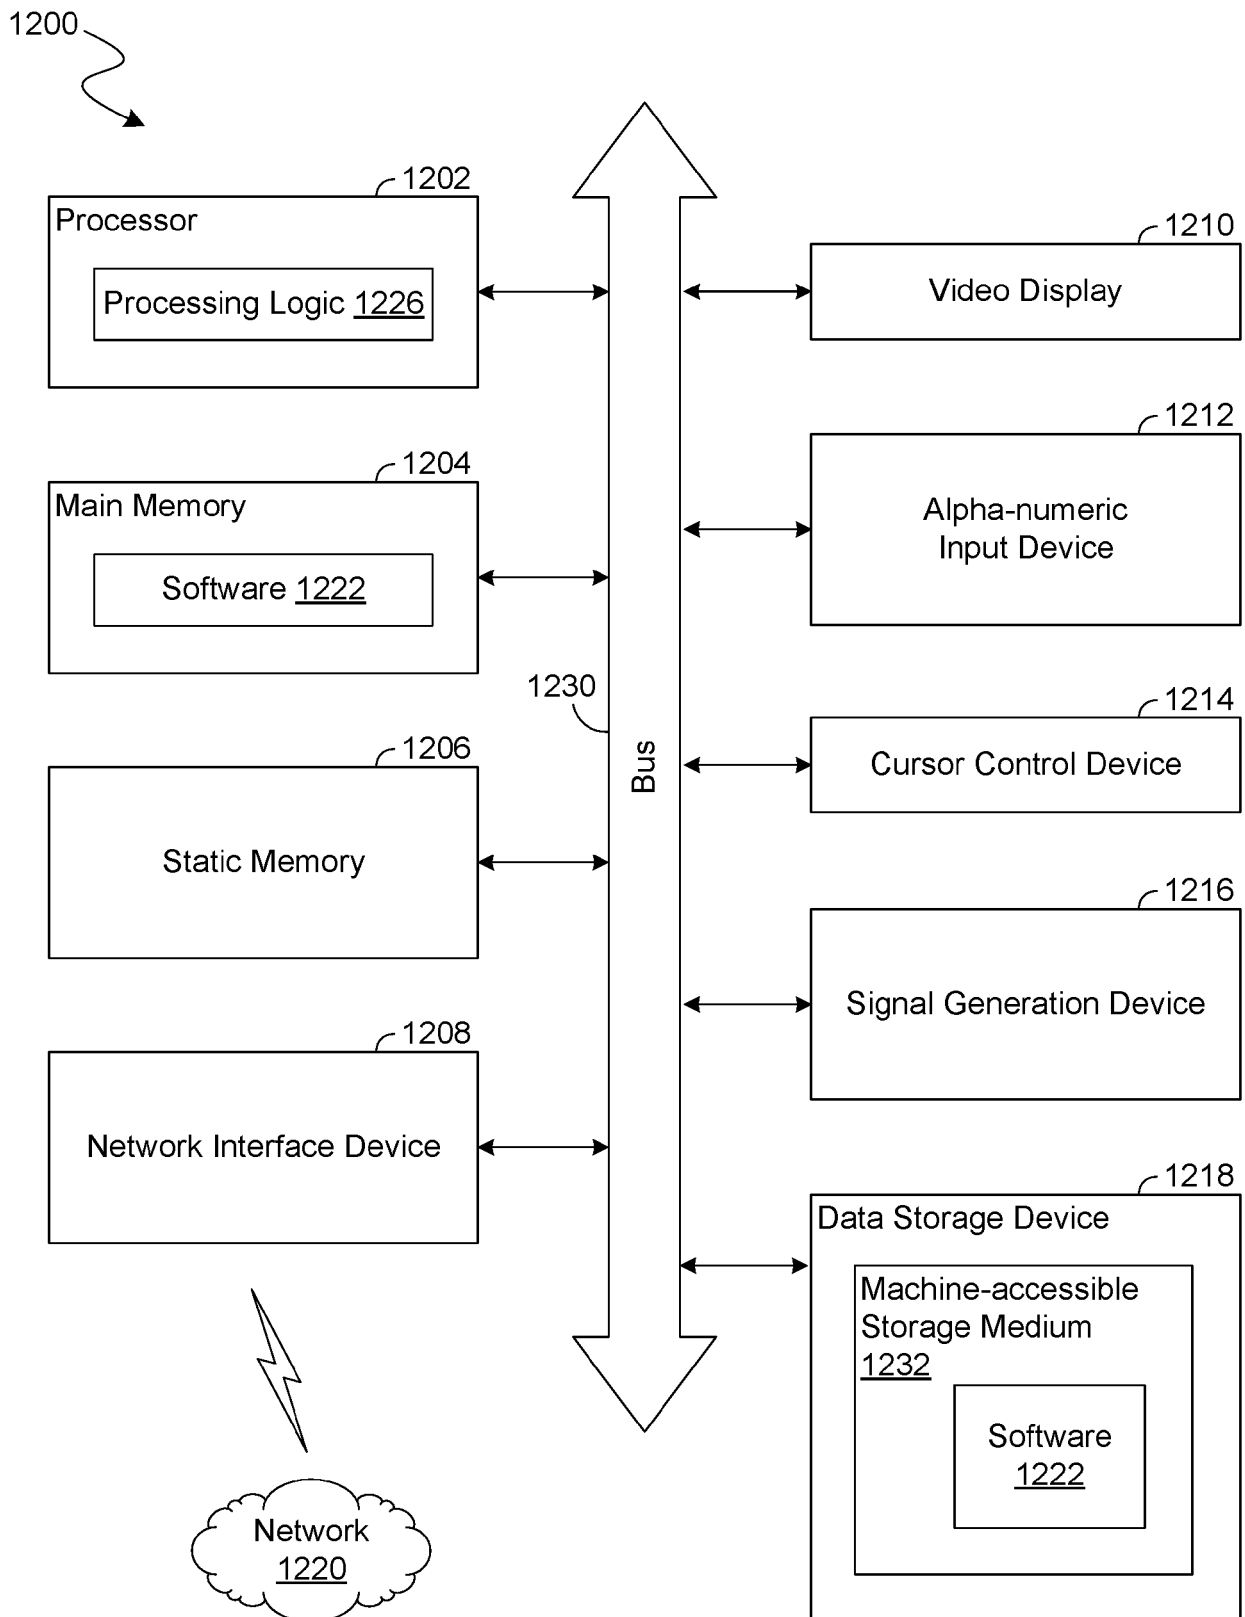 1200
1202
Processor
Processing Logic 1226
1204
Main Memory
Software 1222
1230
Bus
1206
Static Memory
1208
Network Interface Device
Network
1220
1210
Video Display
1212
Alpha-numeric
Input Device
1214
Cursor Control Device
1216
Signal Generation Device
1218
Data Storage Device
Machine-accessible
Storage Medium
1232
Software
1222